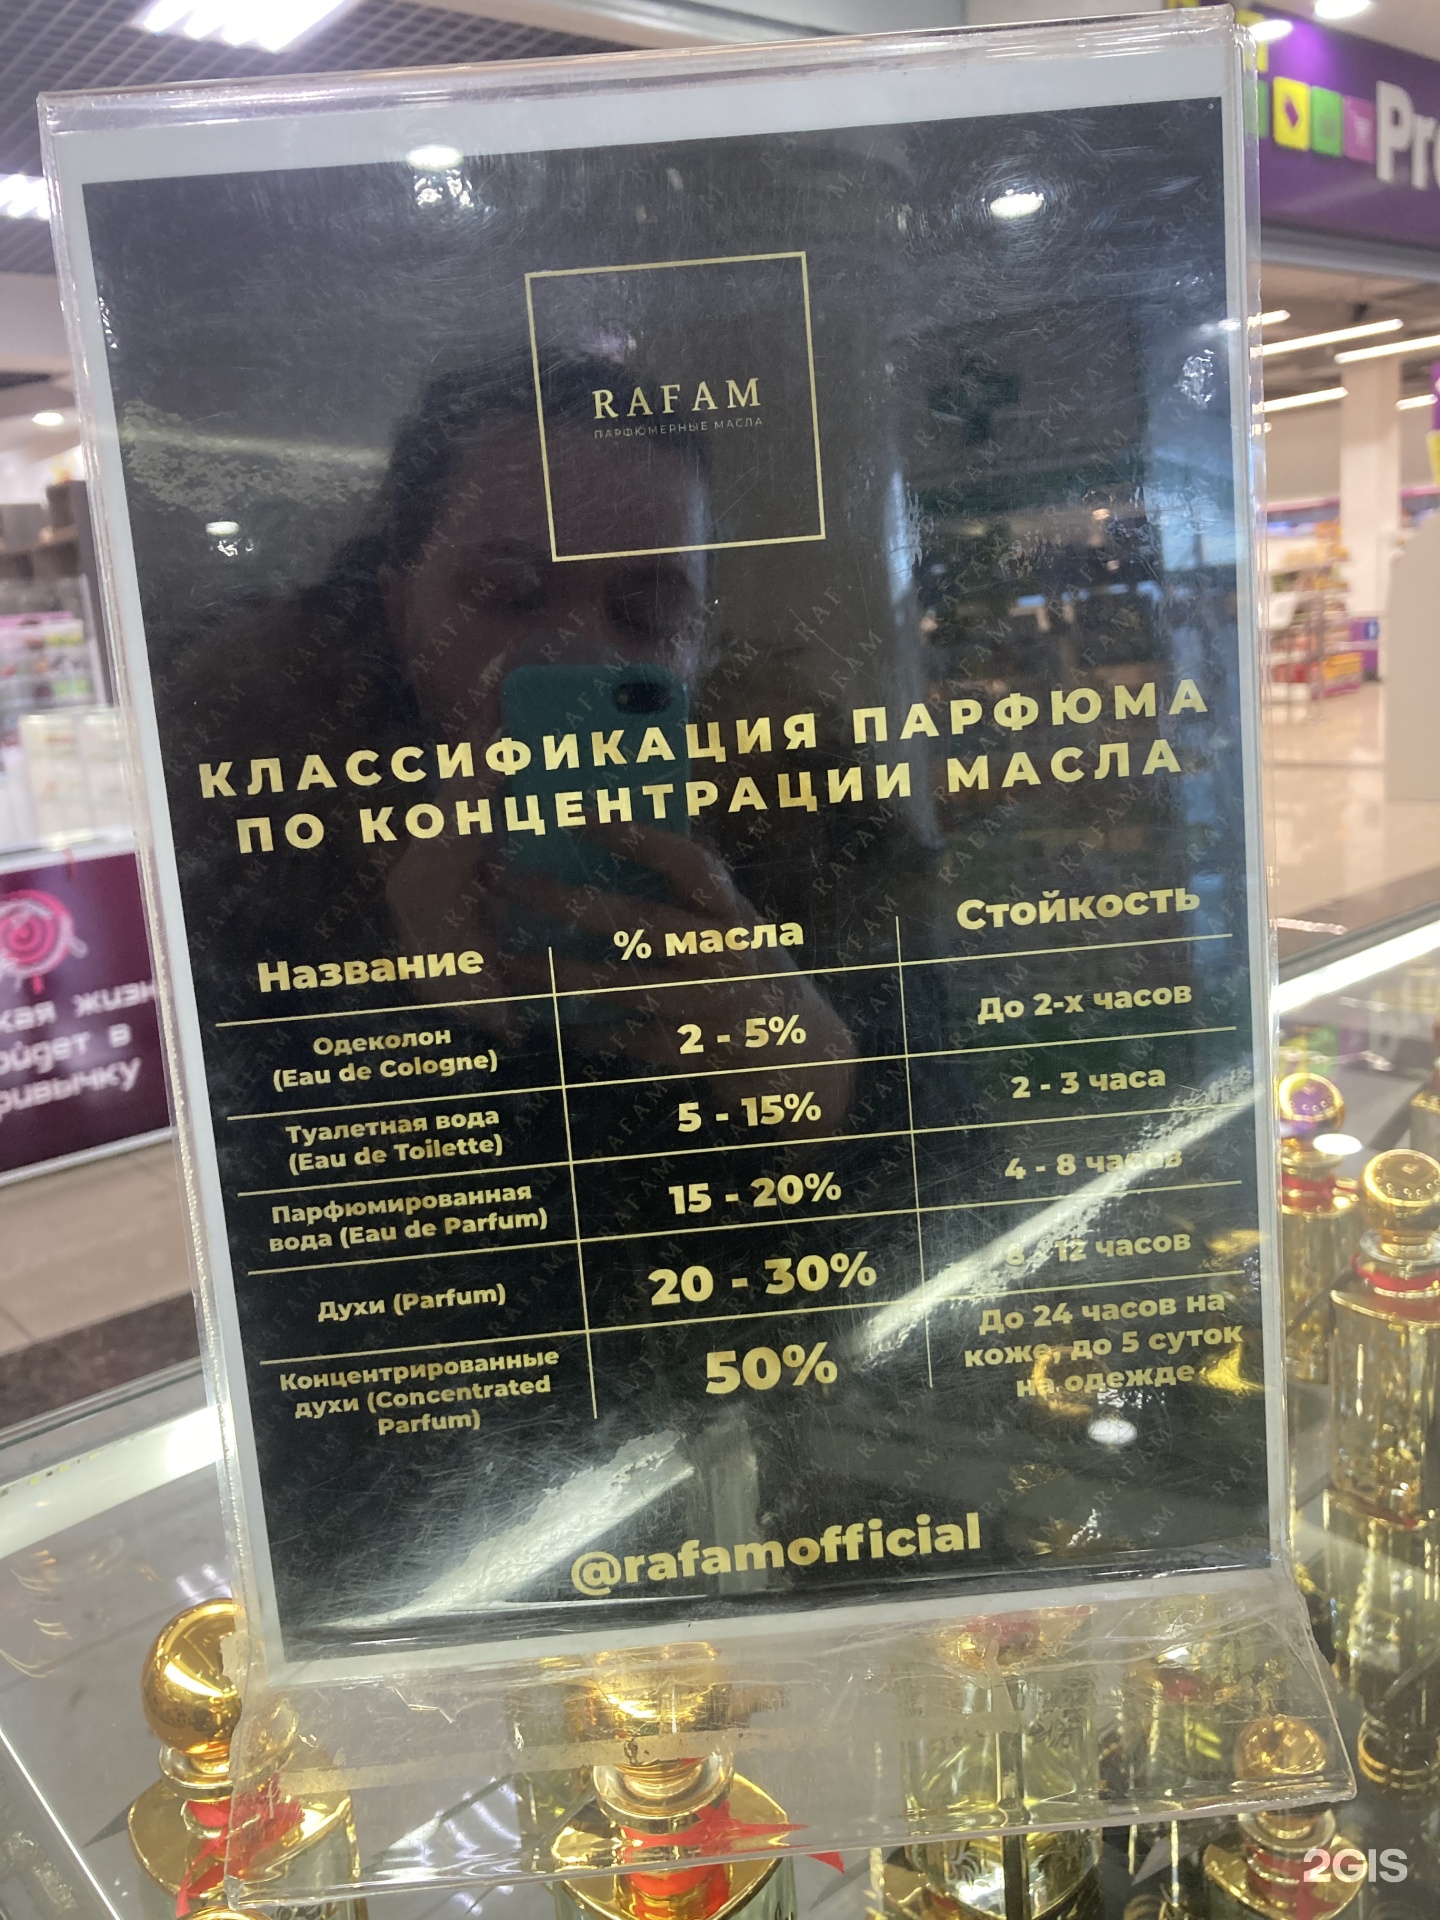 Pr
RAFAM
ПАРФЮМЕРНЫЕ МАСЛА
КЛАССИФИКАЦИЯ ПАРФЮМА
ПО КОНЦЕНТРАЦИИ МАСЛА
Название % масла Стойкость
Одеколон
(Eau de Cologne) 2 - 5% До 2-х часов
Туалетная вода
(Eau de Toilette) 5 - 15% 2 - 3 часа
Парфюмированная
вода (Eau de Parfum) 15 - 20% 4 - 8 часов
Духи (Parfum) 20 - 30% 8 - 12 часов
Концентрированные
духи (Concentrated
Parfum) 50% До 24 часов на
коже, до 5 суток
на одежде
@rafamofficial
2GIS